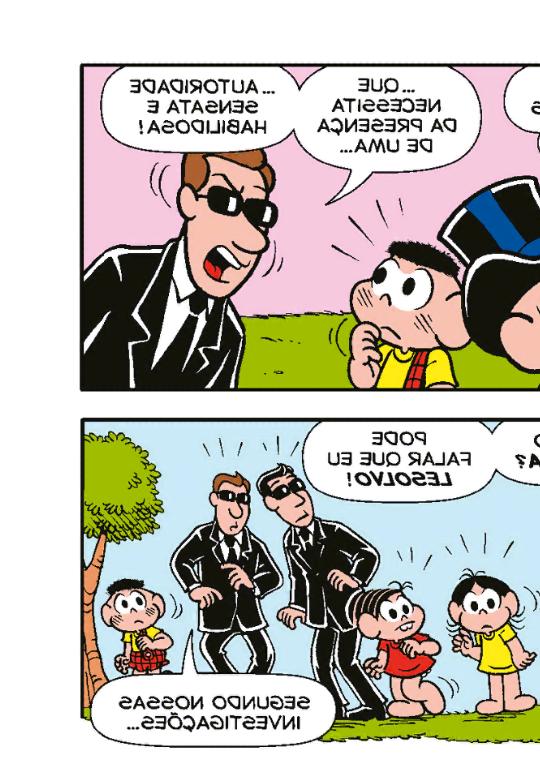 ...QUE
NECESSITA
DA PRESENÇA
DE UMA...
...AUTORIDADE
SENSATA E
HABILIDOSA!
PODE
FALAR QUE EU
LESOLVO!
SEGUNDO NOSSAS
INVESTIGAÇÕES...